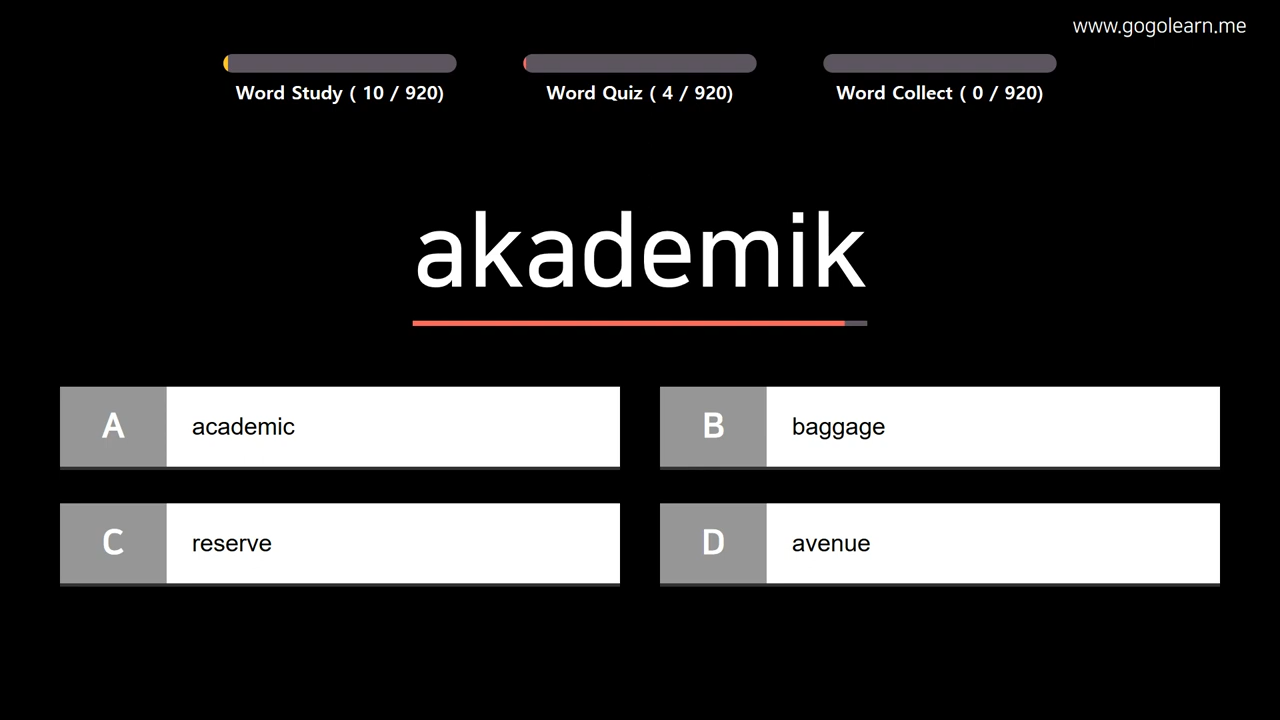 www.gogolearn.me
Word Study ( 10 / 920)
Word Quiz ( 4 / 920)
Word Collect ( 0 / 920)
akademik
A academic
B baggage
C reserve
D avenue